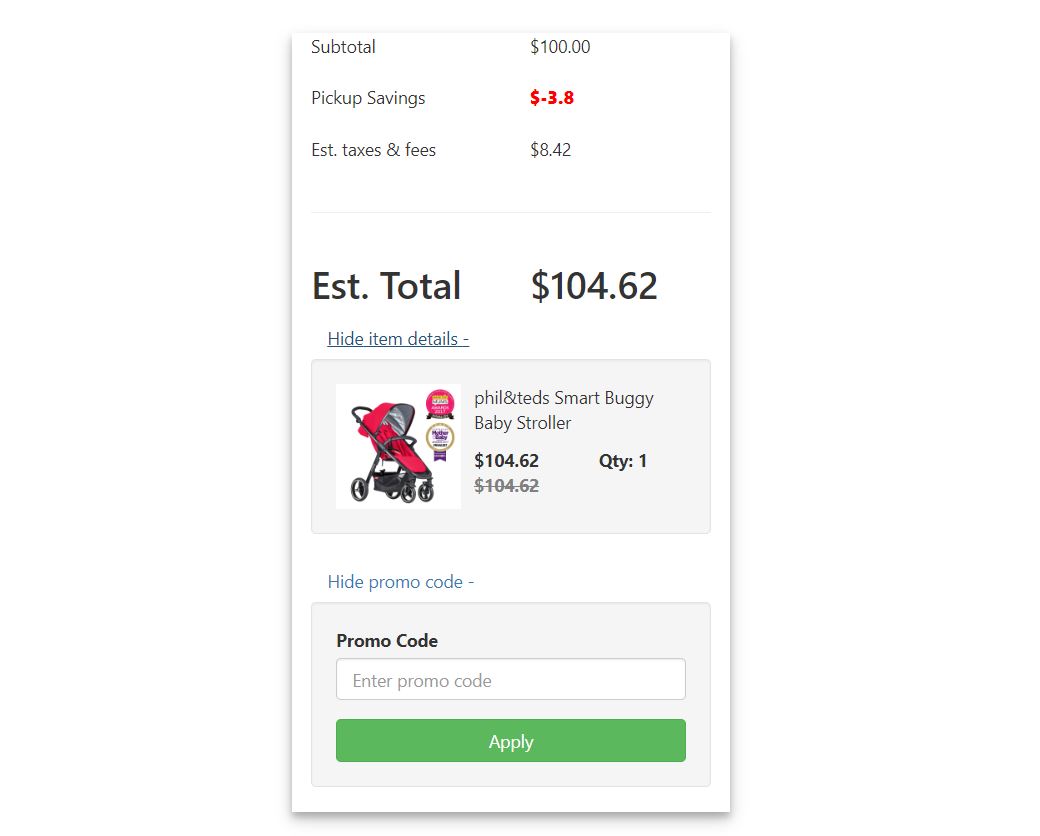 Subtotal $100.00
Pickup Savings $-3.8
Est. taxes & fees $8.42
Est. Total $104.62
Hide item details -
phil&teds Smart Buggy
Baby Stroller
$104.62 Qty: 1
$104.62
Hide promo code -
Promo Code
Enter promo code
Apply